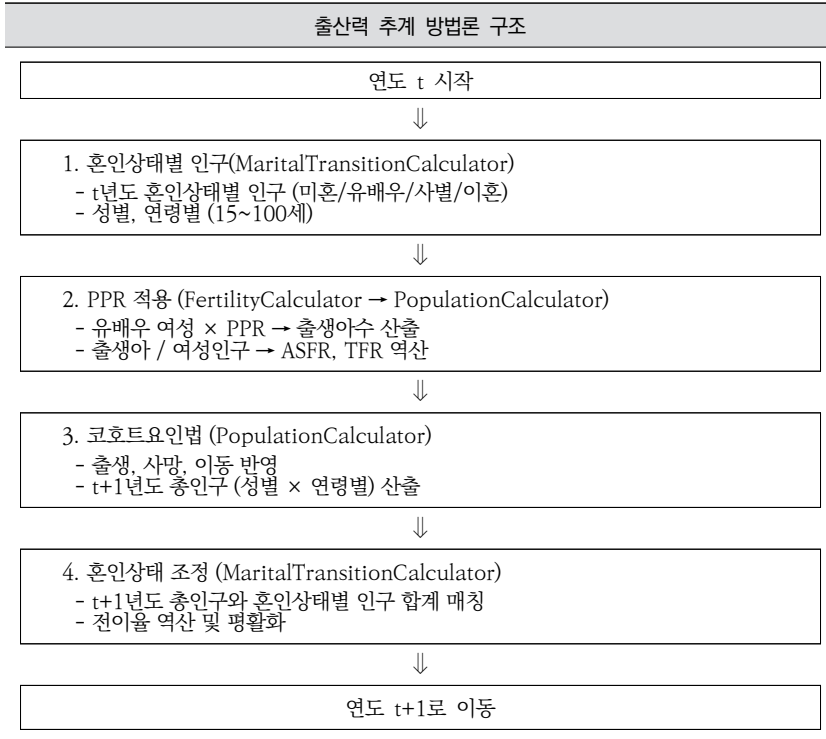 출산력 추계 방법론 구조
연도 t 시작
⇓
1. 혼인상태별 인구(MaritalTransitionCalculator)
- t년도 혼인상태별 인구 (미혼/유배우/사별/이혼)
- 성별, 연령별 (15~100세)
⇓
2. PPR 적용 (FertilityCalculator → PopulationCalculator)
- 유배우 여성 × PPR → 출생아수 산출
- 출생아 / 여성인구 → ASFR, TFR 역산
⇓
3. 코호트요인법 (PopulationCalculator)
- 출생, 사망, 이동 반영
- t+1년도 총인구 (성별 × 연령별) 산출
⇓
4. 혼인상태 조정 (MaritalTransitionCalculator)
- t+1년도 총인구와 혼인상태별 인구 합계 매칭
- 전이율 역산 및 평활화
⇓
연도 t+1로 이동